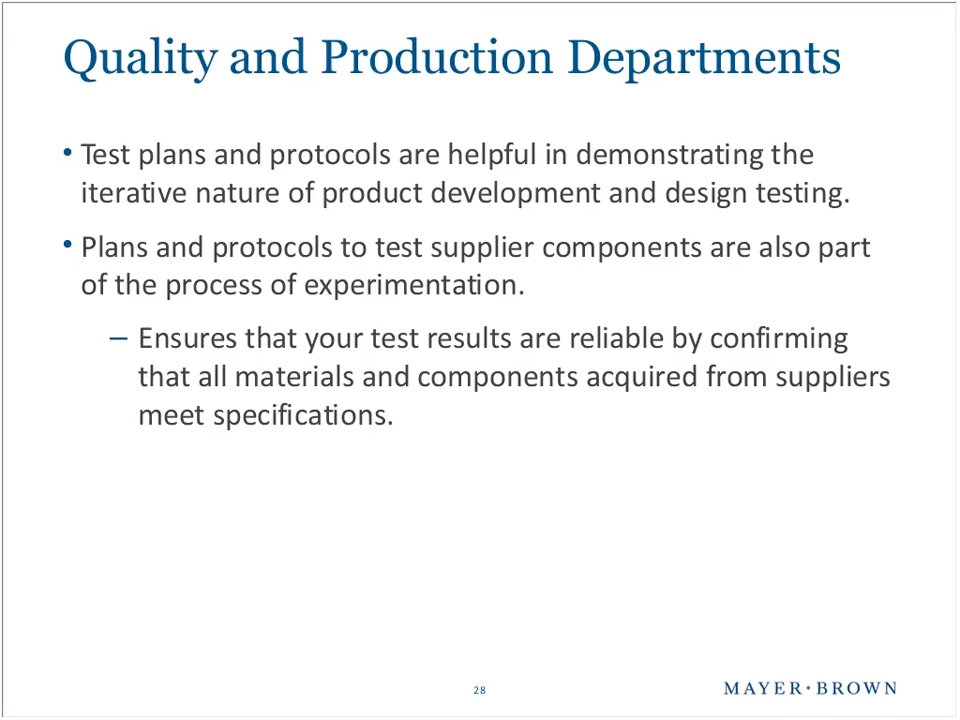 Quality and Production Departments
• Test plans and protocols are helpful in demonstrating the
iterative nature of product development and design testing.
• Plans and protocols to test supplier components are also part
of the process of experimentation.
– Ensures that your test results are reliable by confirming
that all materials and components acquired from suppliers
meet specifications.
28
MAYER•BROWN